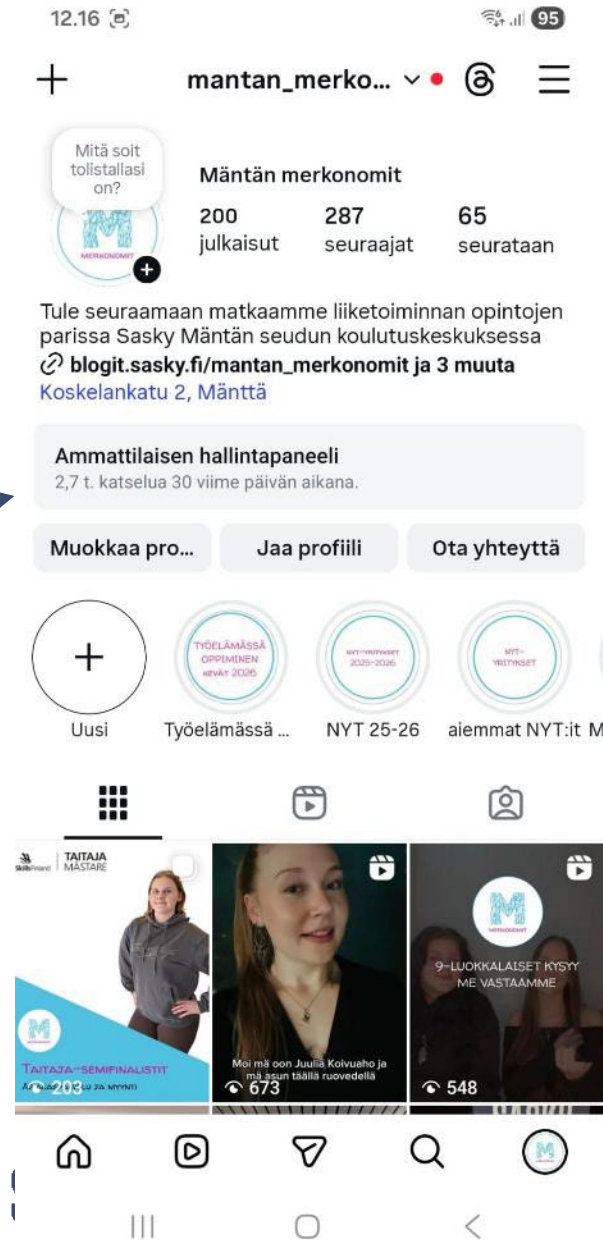 12.16
95
mantan_merko...
Mitä soit
tolistallasi
on?
MERKONOMIT
Mäntän merkonomit
200 287 65
julkaisut seuraajat seurataan
Tule seuraamaan matkaamme liiketoiminnan opintojen
parissa Sasky Mäntän seudun koulutuskeskuksessa
blogit.sasky.fi/mantan_merkonomit ja 3 muuta
Koskelankatu 2, Mänttä
Ammattilaisen hallintapaneeli
2,7 t. katselua 30 viime päivän aikana.
Muokkaa pro... Jaa profiili Ota yhteyttä
TYÖELÄMÄSSÄ
OPPIMINEN
KEVÄT 2026
NYT-YRITYKSET
2025-2026
NYT-
YRITYKSET
Uusi Työelämässä ... NYT 25-26 aiemmat NYT:it M
Skills Finland TAITAJA
MÄSTARE
M
TAITAJA-SEMIFINALISTIT
JA MYYNTI
203
Moi mä oon Juulia Koivuaho ja
mä asun täällä ruovedellä
673
M
MERKONOMIT
9-LUOKKALAISET KYSYY
ME VASTAAMME
548